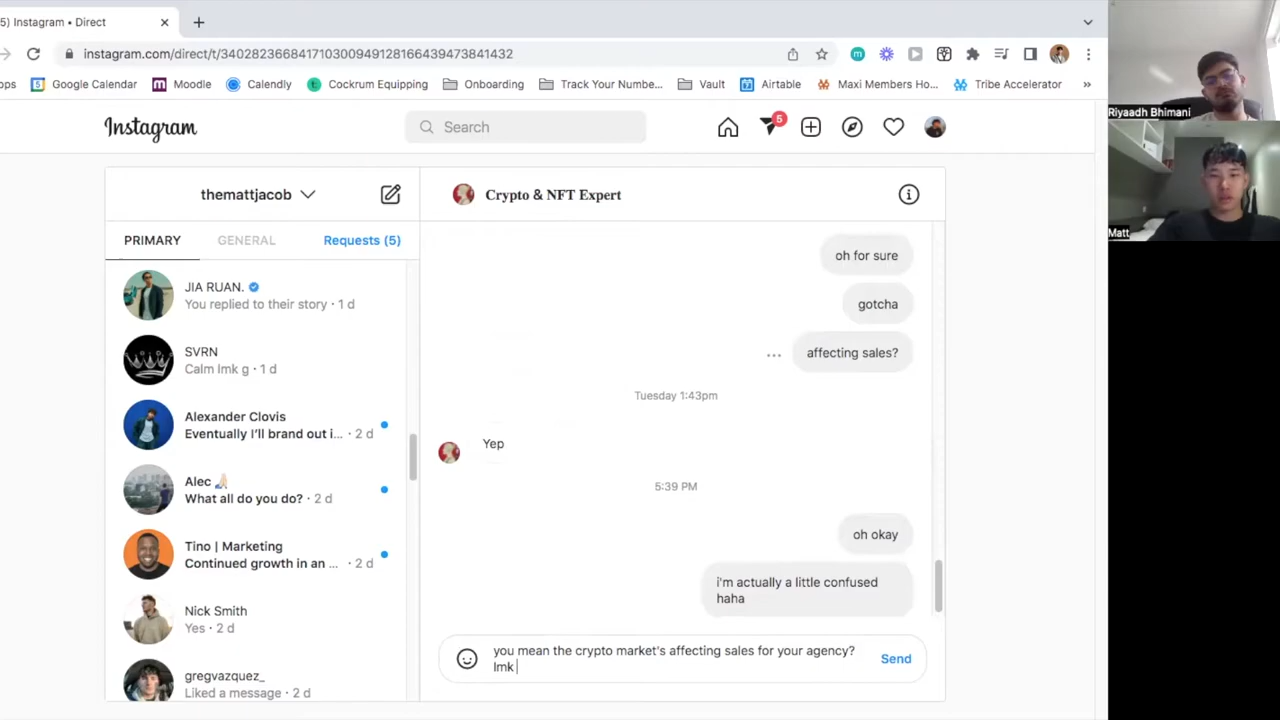 5) Instagram • Direct
instagram.com/direct/t/340282366841710300949128166439473841432
ops
Google Calendar
Moodle
Calendly
Cockrum Equipping
Onboarding
Track Your Numbe...
Vault
Airtable
Maxi Members Ho...
Tribe Accelerator
Instagram
Search
5
themattjacob
Crypto & NFT Expert
PRIMARY
GENERAL
Requests (5)
JIA RUAN.
You replied to their story · 1 d
SVRN
Calm lmk g · 1 d
Alexander Clovis
Eventually I'll brand out i... · 2 d
Alec
What all do you do? · 2 d
Tino | Marketing
Continued growth in an ... · 2 d
Nick Smith
Yes · 2 d
gregvazquez_
Liked a message · 2 d
oh for sure
gotcha
affecting sales?
Tuesday 1:43pm
Yep
5:39 PM
oh okay
i'm actually a little confused
haha
you mean the crypto market's affecting sales for your agency?
lmk
Send
Riyaadh Bhimani
Matt